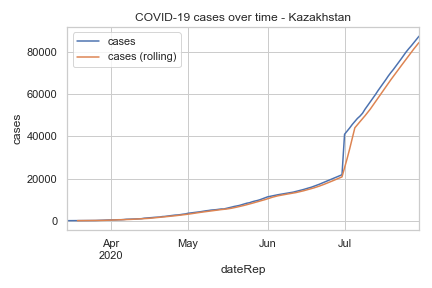 COVID-19 cases over time - Kazakhstan
cases
cases (rolling)
80000
60000
40000
20000
0
cases
Apr
2020
May
Jun
Jul
dateRep